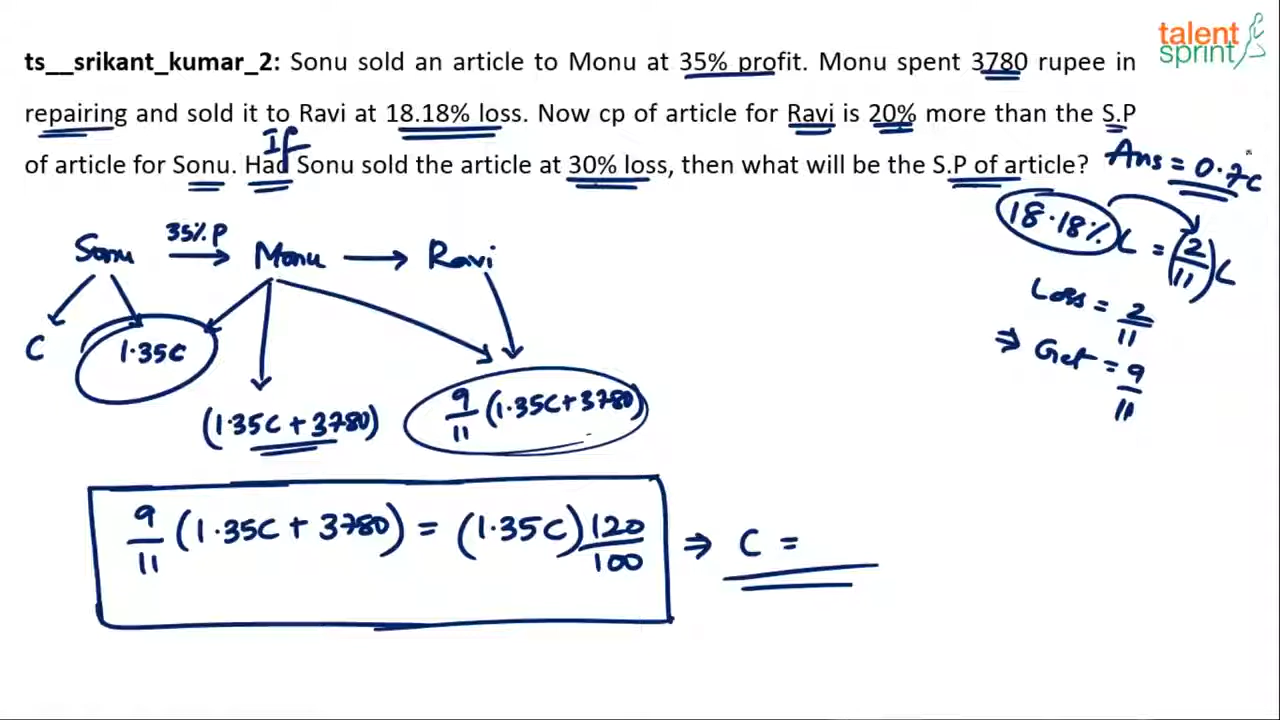 talent
sprint
ts__srikant_kumar_2: Sonu sold an article to Monu at 35% profit. Monu spent 3780 rupee in
repairing and sold it to Ravi at 18.18% loss. Now cp of article for Ravi is 20% more than the S.P
If
of article for Sonu. Had Sonu sold the article at 30% loss, then what will be the S.P of article?
Ans = 0.7C
18.18% L = (2/11) L
Loss = 2/11
⇒ Get = 9/11
35% P
Sonu → Monu → Ravi
C 1.35C
(1.35C + 3780) 9/11 (1.35C + 3780)
9/11 (1.35C + 3780) = (1.35C) 120/100 ⇒ C =